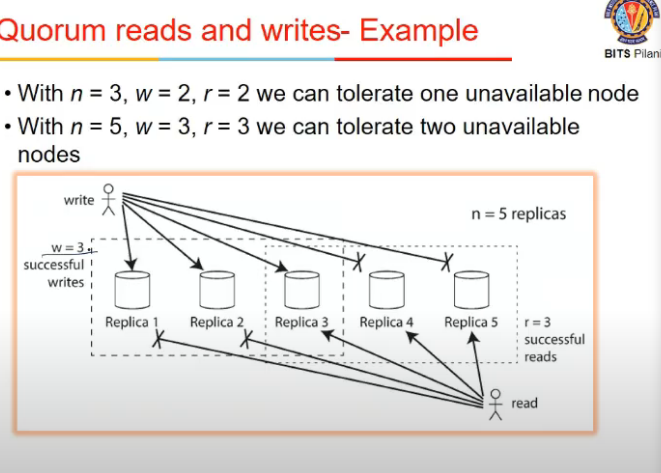 Quorum reads and writes- Example
BITS Pilani
• With n = 3, w = 2, r = 2 we can tolerate one unavailable node
• With n = 5, w = 3, r = 3 we can tolerate two unavailable
nodes
write
n = 5 replicas
w = 3
successful
writes
Replica 1
Replica 2
Replica 3
Replica 4
Replica 5
r = 3
successful
reads
read